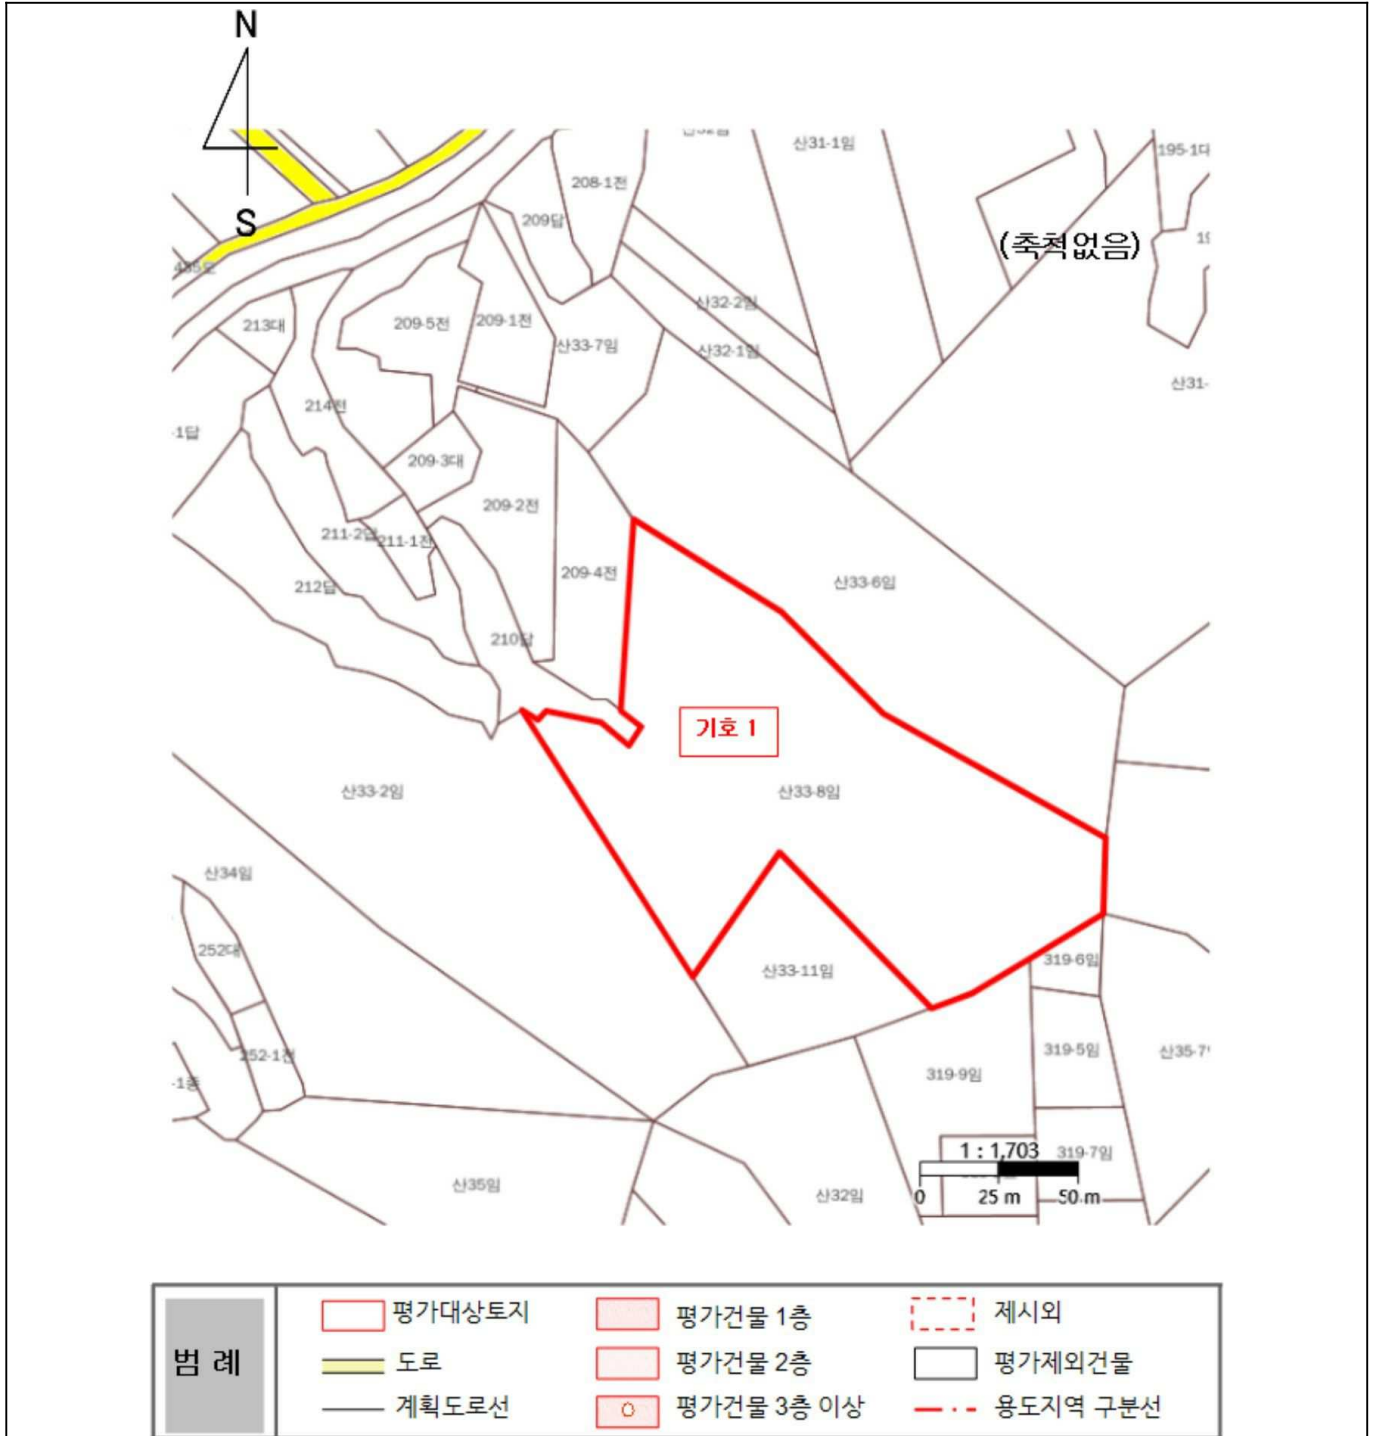 N
S
산31-1임
195-1대
208-1전
209답
(축척없음)
산32-2임
213대
209-5전
209-1전
산33-7임
산32-1임
산31-
214전
-1답
209-3대
209-2전
211-2답
211-1전
209-4전
산33-6임
212답
210답
기호 1
산33-2임
산33-8임
산34임
252대
산33-11임
319-6임
252-1전
319-5임
산35-7
319-9임
1 : 1,703
319-7임
산35임
산32임
0 25 m 50 m
범 례
평가대상토지 평가건물 1층 제시외
도로 평가건물 2층 평가제외건물
계획도로선 평가건물 3층 이상 용도지역 구분선